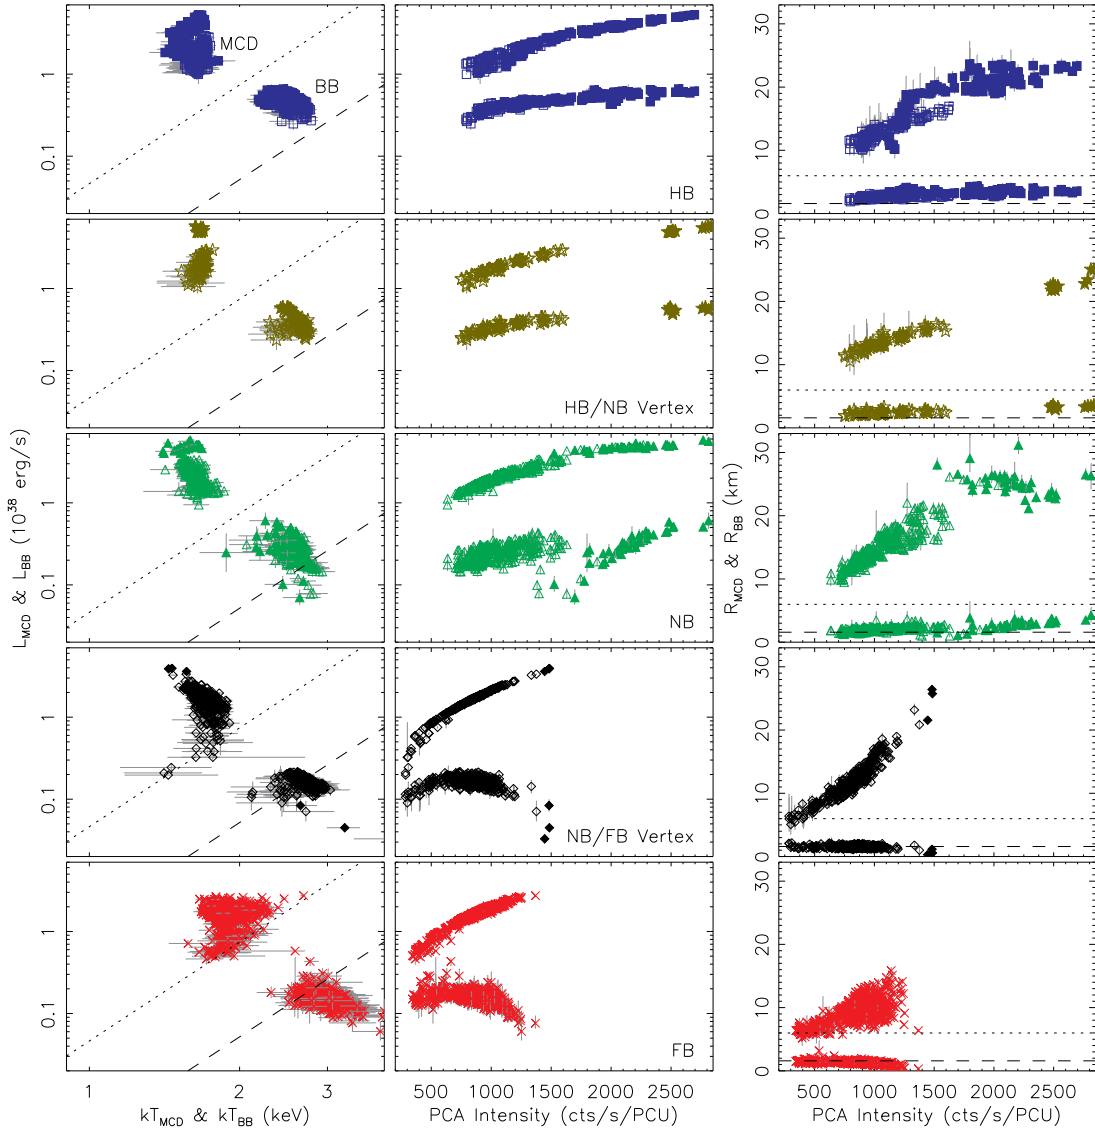 MCD
BB
1
0.1
HB
30
20
10
0
1
0.1
HB/NB Vertex
30
20
10
0
L_MCD & L_BB (10^38 erg/s)
1
0.1
NB
R_MCD & R_BB (km)
30
20
10
0
1
0.1
NB/FB Vertex
30
20
10
0
1
0.1
FB
30
20
10
0
1 2 3
500 1000 1500 2000 2500
500 1000 1500 2000 2500
kT_MCD & kT_BB (keV)
PCA Intensity (cts/s/PCU)
PCA Intensity (cts/s/PCU)